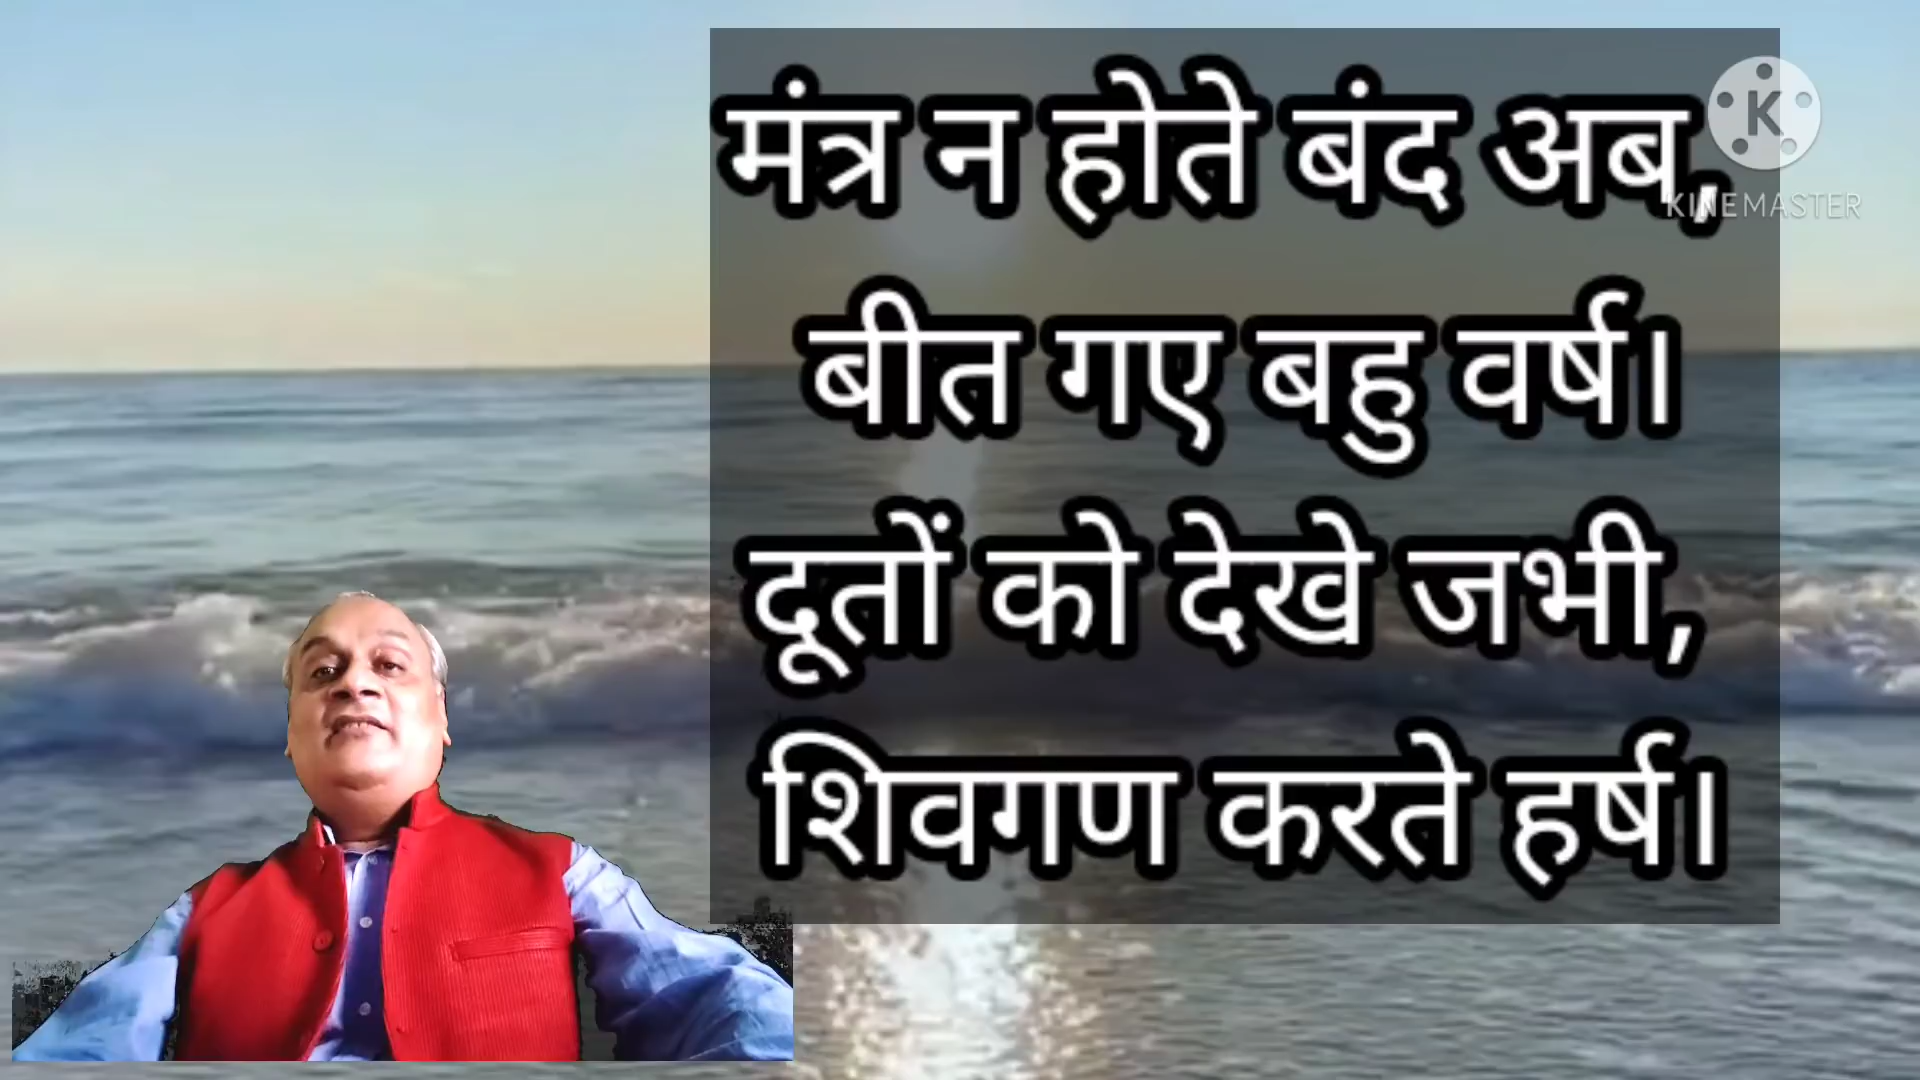 मंत्र न होते बंद अब,
बीत गए बहु वर्ष।
दूतों को देखे जभी,
शिवगण करते हर्ष।
K
KINEMASTER